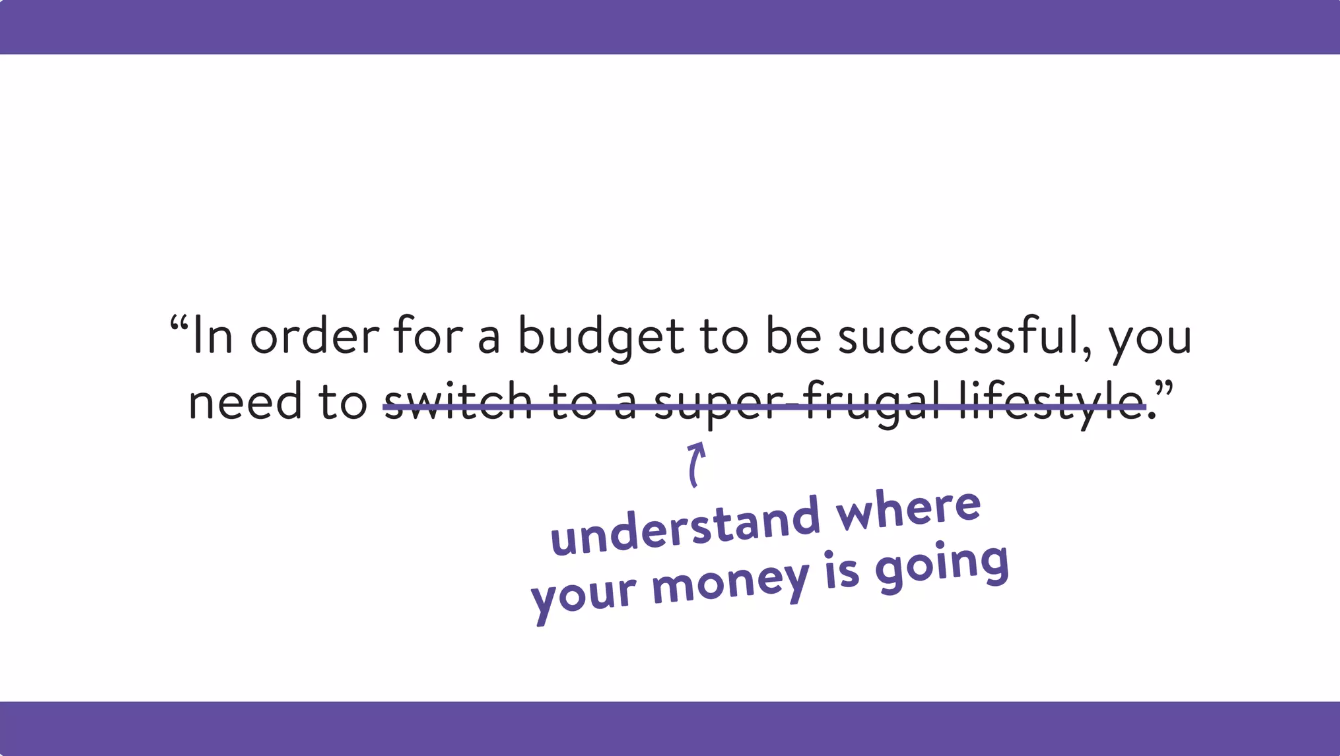 “In order for a budget to be successful, you
need to switch to a super-frugal lifestyle.”
understand where
your money is going